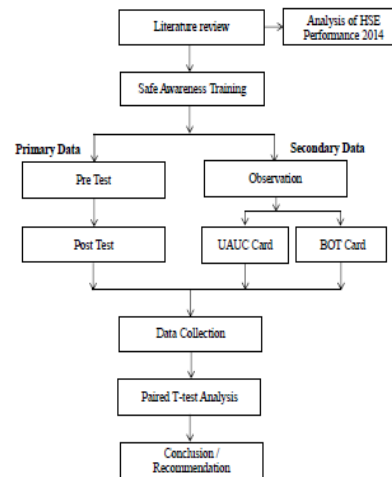 Literature review
Analysis of HSE
Performance 2014
Safe Awareness Training
Primary Data
Secondary Data
Pre Test
Observation
Post Test
UAUC Card
BOT Card
Data Collection
Paired T-test Analysis
Conclusion /
Recommendation